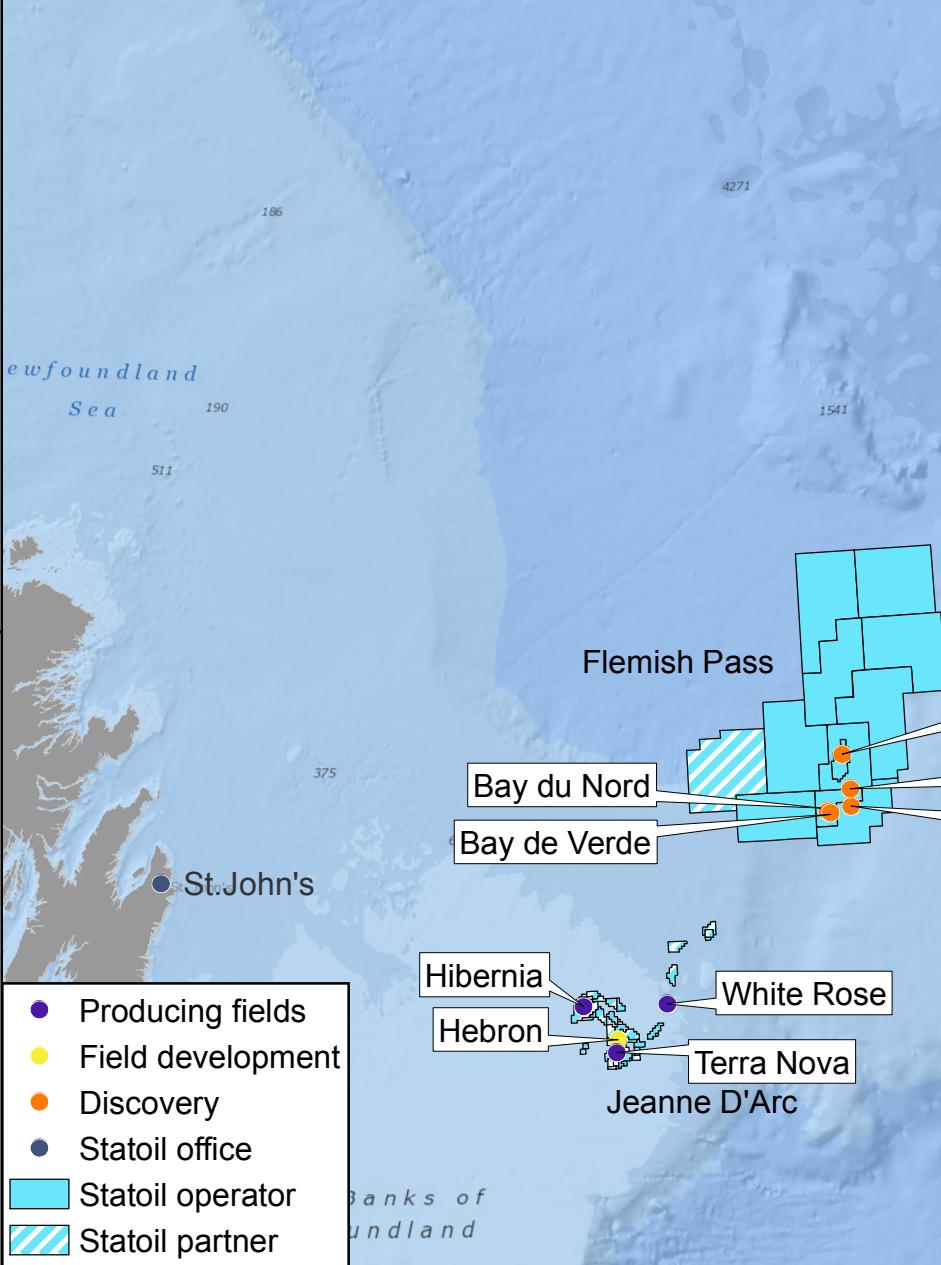 4271
186
ewfoundland
Sea
190
1541
511
Flemish Pass
375
Bay du Nord
Bay de Verde
St.John's
Hibernia
White Rose
Hebron
Terra Nova
Jeanne D'Arc
Producing fields
Field development
Discovery
Statoil office
Statoil operator
Statoil partner
Banks of
undland